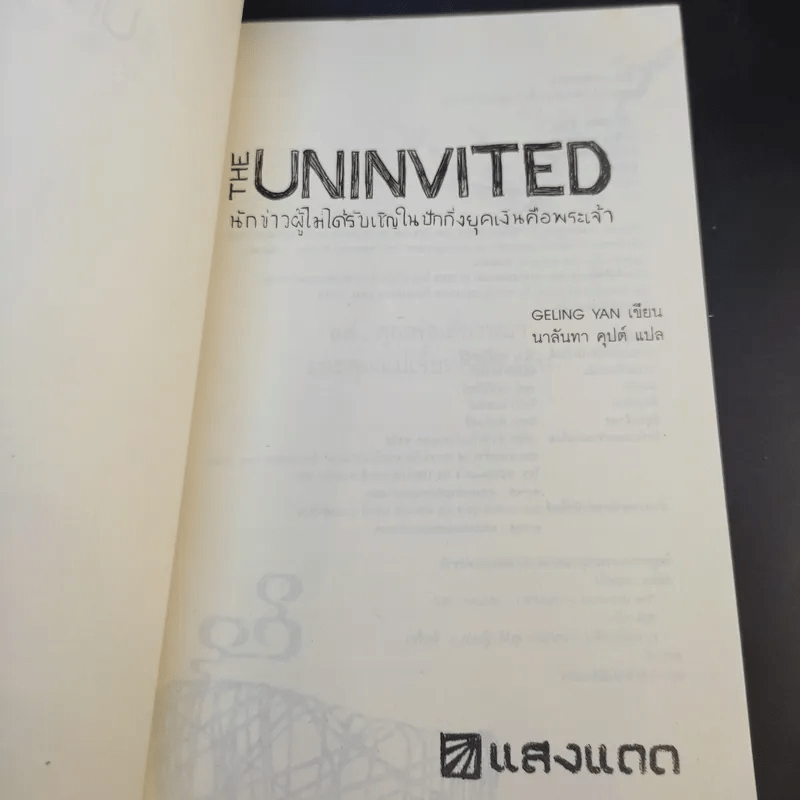 THE UNINVITED
นักข่าวผู้ไม่ได้รับเชิญในปักกิ่งยุคเงินคือพระเจ้า
GELING YAN เขียน
นาลันทา คุปต์ แปล
แสงแดด